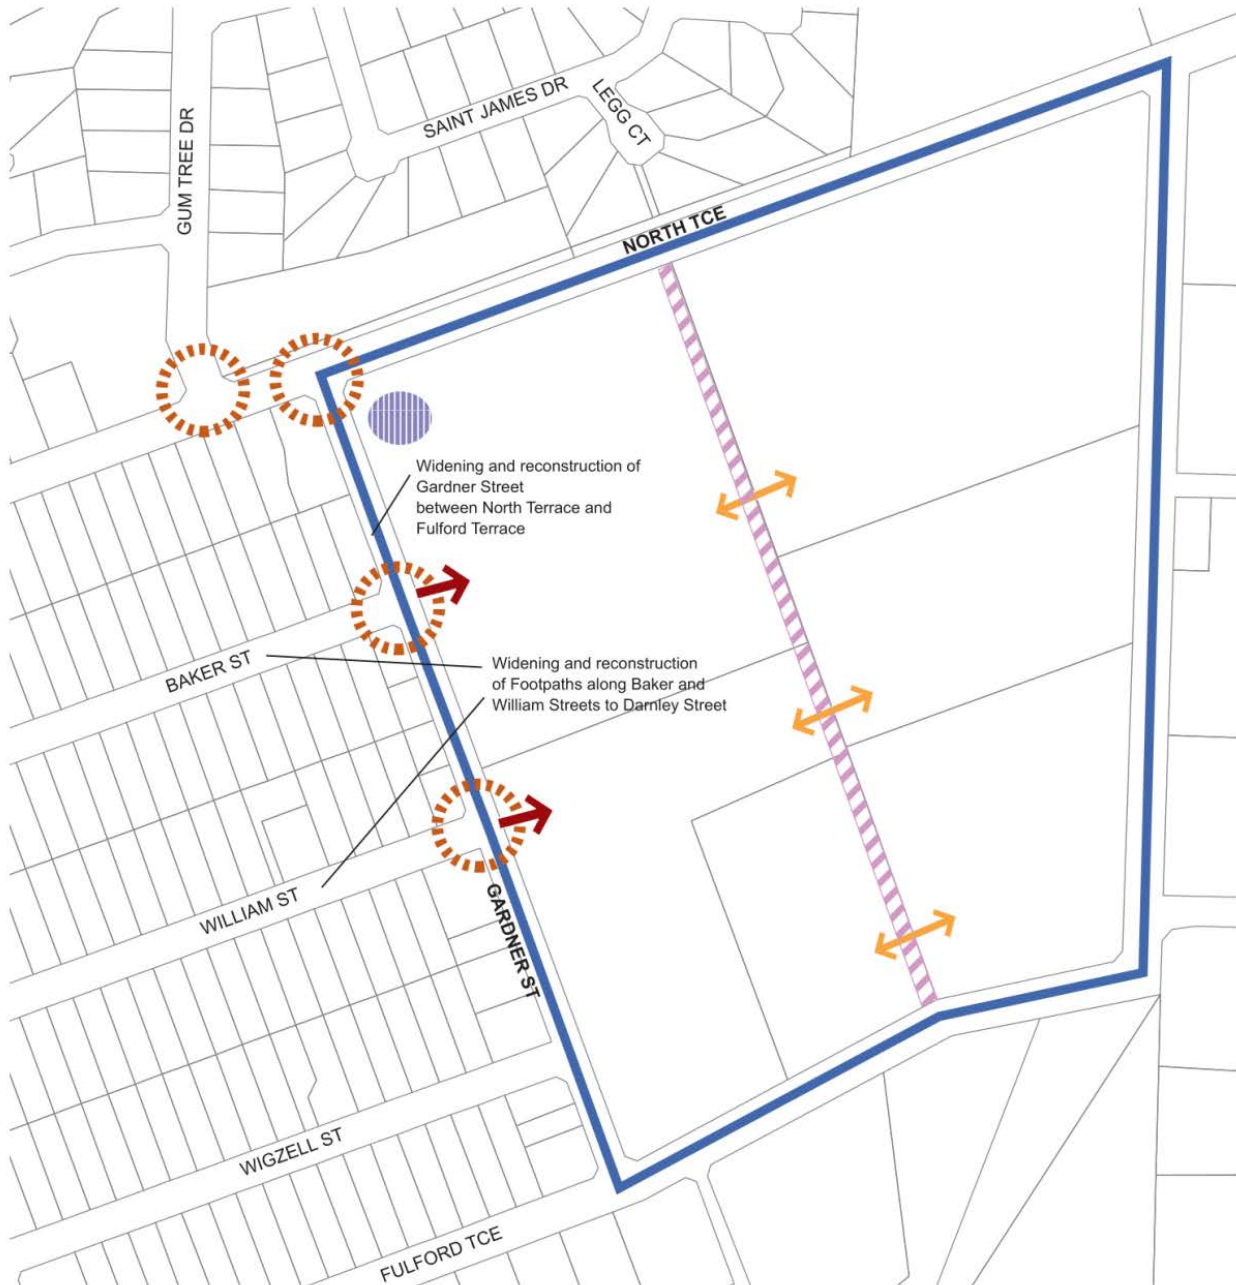 SAINT JAMES DR
LEGG CT
GUM TREE DR
NORTH TCE
Widening and reconstruction of
Gardner Street
between North Terrace and
Fulford Terrace
BAKER ST
Widening and reconstruction
of Footpaths along Baker and
William Streets to Darnley Street
WILLIAM ST
GARDNER ST
WIGZELL ST
FULFORD TCE